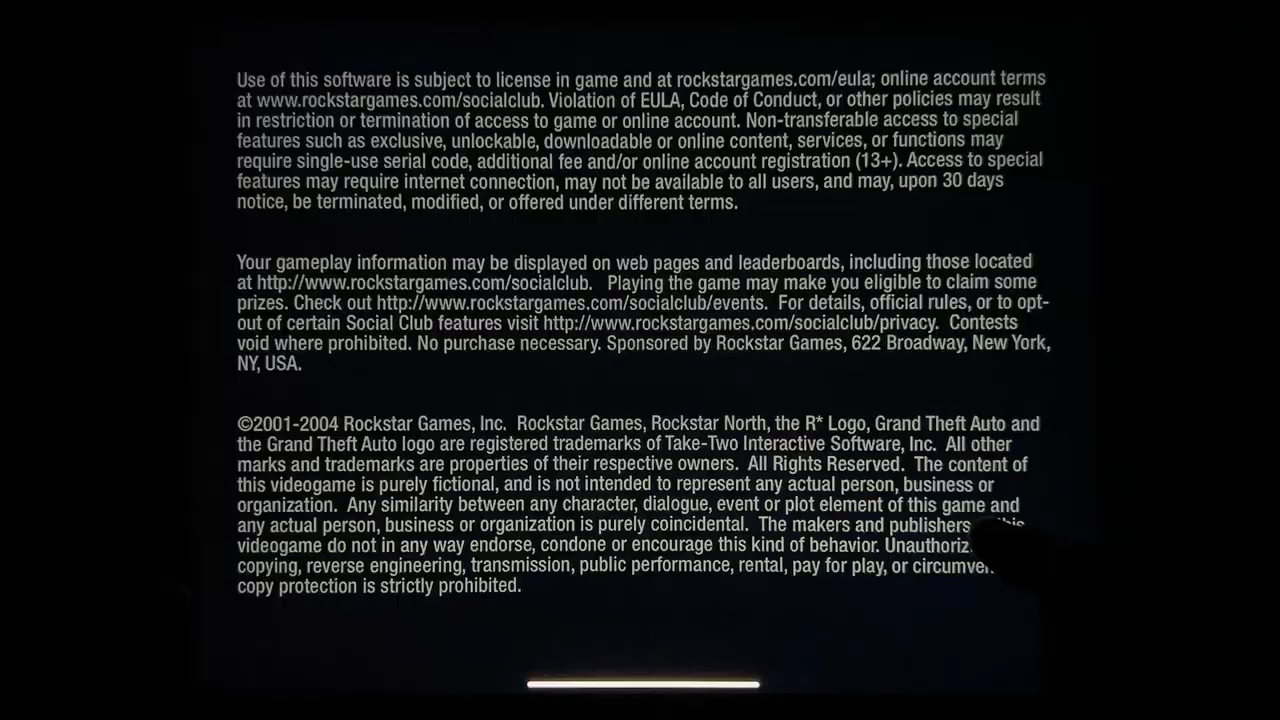 Use of this software is subject to license in game and at rockstargames.com/eula; online account terms
at www.rockstargames.com/socialclub. Violation of EULA, Code of Conduct, or other policies may result
in restriction or termination of access to game or online account. Non-transferable access to special
features such as exclusive, unlockable, downloadable or online content, services, or functions may
require single-use serial code, additional fee and/or online account registration (13+). Access to special
features may require internet connection, may not be available to all users, and may, upon 30 days
notice, be terminated, modified, or offered under different terms.
Your gameplay information may be displayed on web pages and leaderboards, including those located
at http://www.rockstargames.com/socialclub.   Playing the game may make you eligible to claim some
prizes. Check out http://www.rockstargames.com/socialclub/events.  For details, official rules, or to opt-
out of certain Social Club features visit http://www.rockstargames.com/socialclub/privacy.  Contests
void where prohibited. No purchase necessary. Sponsored by Rockstar Games, 622 Broadway, New York,
NY, USA.
©2001-2004 Rockstar Games, Inc.  Rockstar Games, Rockstar North, the R* Logo, Grand Theft Auto and
the Grand Theft Auto logo are registered trademarks of Take-Two Interactive Software, Inc.  All other
marks and trademarks are properties of their respective owners.  All Rights Reserved.  The content of
this videogame is purely fictional, and is not intended to represent any actual person, business or
organization.  Any similarity between any character, dialogue, event or plot element of this game and
any actual person, business or organization is purely coincidental.  The makers and publishers
videogame do not in any way endorse, condone or encourage this kind of behavior.
copying, reverse engineering, transmission, public performance, rental, pay for play, or
copy protection is strictly prohibited.